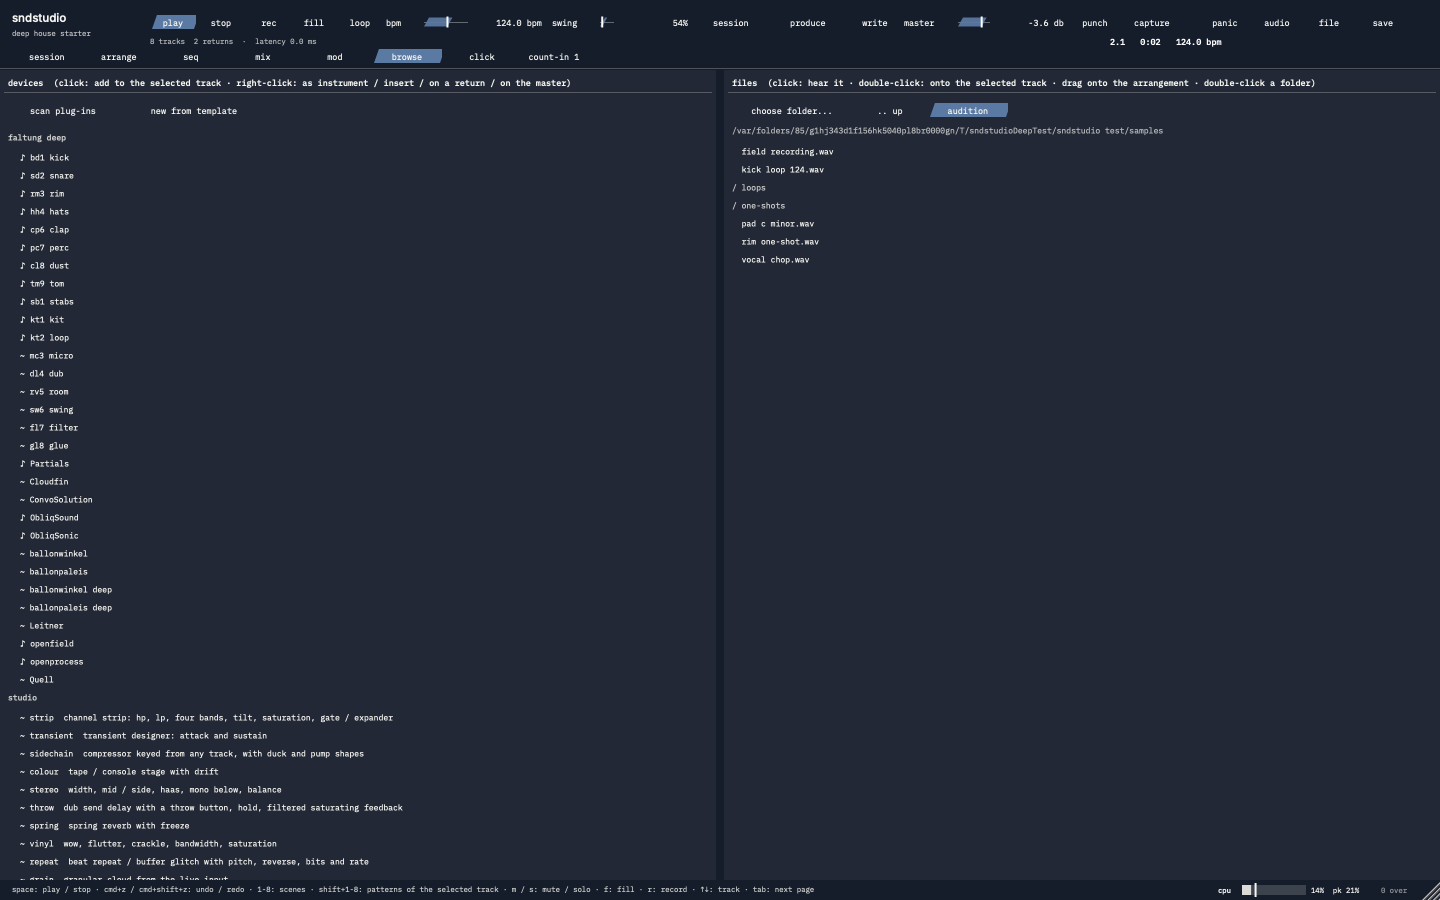 sndstudio
deep house starter
play stop rec fill loop bpm 124.0 bpm swing 54% session produce write master -3.6 db punch capture panic audio file save
8 tracks 2 returns · latency 0.0 ms
2.1 0:02 124.0 bpm
session arrange seq mix mod browse click count-in 1
devices (click: add to the selected track · right-click: as instrument / insert / on a return / on the master)
scan plug-ins new from template
faltung deep
♪ bd1 kick
♪ sd2 snare
♪ rm3 rim
♪ hh4 hats
♪ cp6 clap
♪ pc7 perc
♪ cl8 dust
♪ tm9 tom
♪ sb1 stabs
♪ kt1 kit
♪ kt2 loop
~ mc3 micro
~ dl4 dub
~ rv5 room
~ sw6 swing
~ fl7 filter
~ gl8 glue
♪ Partials
~ Cloudfin
~ ConvoSolution
♪ ObliqSound
♪ ObliqSonic
~ ballonwinkel
~ ballonpaleis
~ ballonwinkel deep
~ ballonpaleis deep
~ Leitner
♪ openfield
♪ openprocess
~ Quell
studio
~ strip channel strip: hp, lp, four bands, tilt, saturation, gate / expander
~ transient transient designer: attack and sustain
~ sidechain compressor keyed from any track, with duck and pump shapes
~ colour tape / console stage with drift
~ stereo width, mid / side, haas, mono below, balance
~ throw dub send delay with a throw button, hold, filtered saturating feedback
~ spring spring reverb with freeze
~ vinyl wow, flutter, crackle, bandwidth, saturation
~ repeat beat repeat / buffer glitch with pitch, reverse, bits and rate
~ grain granular cloud from the live input
files (click: hear it · double-click: onto the selected track · drag onto the arrangement · double-click a folder)
choose folder... .. up audition
/var/folders/85/g1hj343d1f156hk5040pl8br0000gn/T/sndstudioDeepTest/sndstudio test/samples
field recording.wav
kick loop 124.wav
/ loops
/ one-shots
pad c minor.wav
rim one-shot.wav
vocal chop.wav
space: play / stop · cmd+z / cmd+shift+z: undo / redo · 1-8: scenes · shift+1-8: patterns of the selected track · m / s: mute / solo · f: fill · r: record · ↑↓: track · tab: next page
cpu 14% pk 21% 0 over